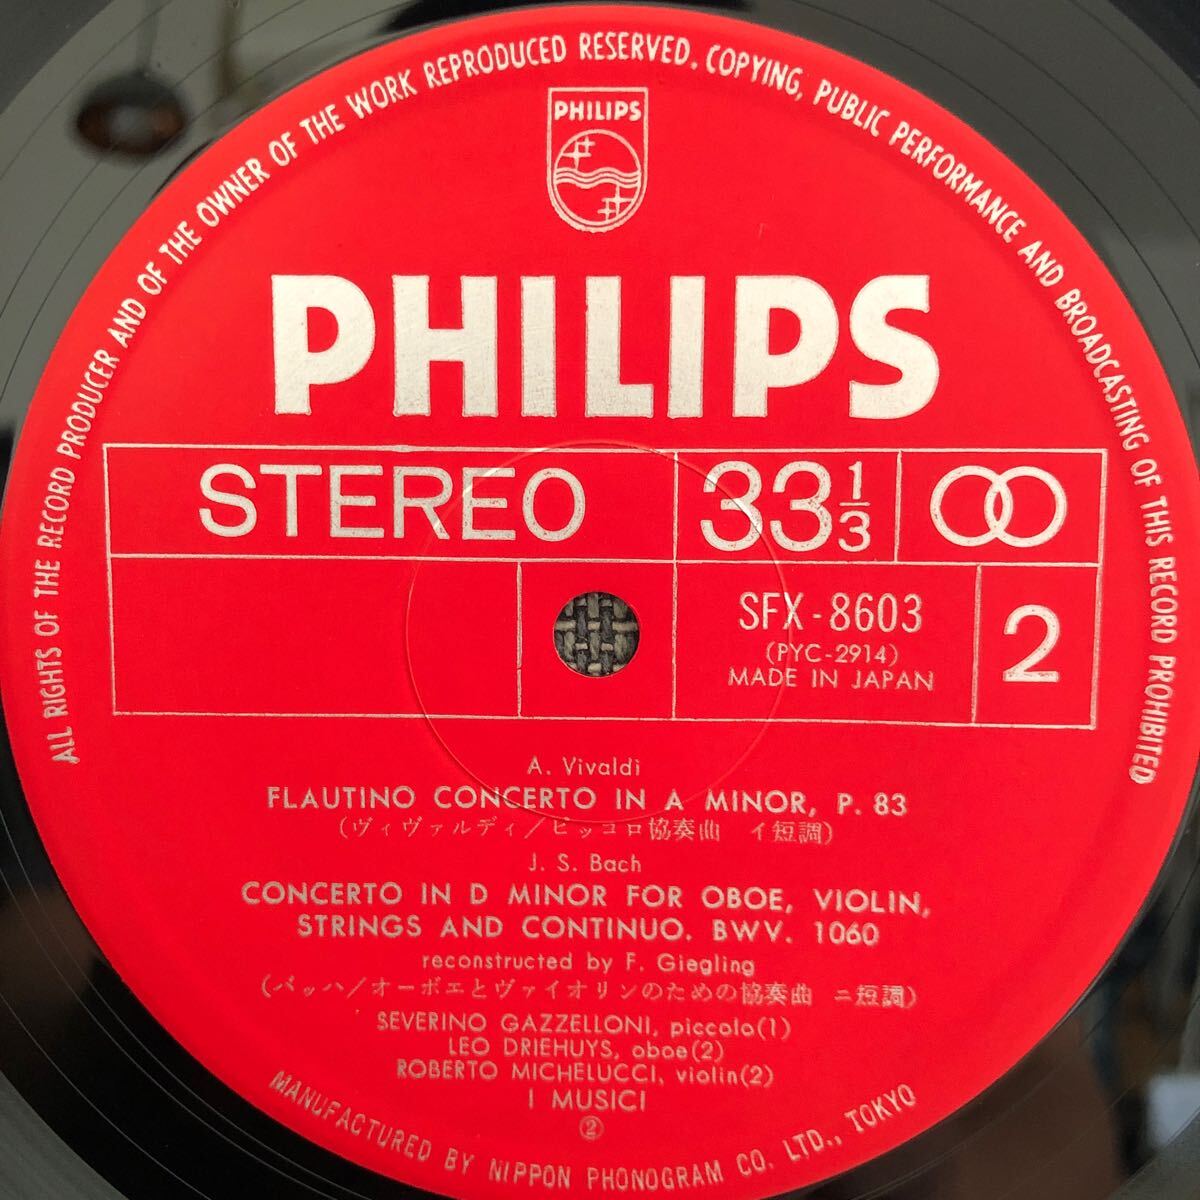 ALL RIGHTS OF THE RECORD PRODUCER AND OF THE OWNER OF THE WORK REPRODUCED RESERVED. COPYING, PUBLIC PERFORMANCE AND BROADCASTING OF THIS RECORD PROHIBITED
PHILIPS
PHILIPS
STEREO 33 1/3
SFX-8603 2
(PYC-2914)
MADE IN JAPAN
A. Vivaldi
FLAUTINO CONCERTO IN A MINOR, P. 83
(ヴィヴァルディ/ピッコロ協奏曲 イ短調)
J. S. Bach
CONCERTO IN D MINOR FOR OBOE, VIOLIN,
STRINGS AND CONTINUO. BWV. 1060
reconstructed by F. Giegling
(バッハ/オーボエとヴァイオリンのための協奏曲 ニ短調)
SEVERINO GAZZELLONI, piccolo(1)
LEO DRIEHUYS, oboe(2)
ROBERTO MICHELUCCI, violin(2)
I MUSICI
②
MANUFACTURED BY NIPPON PHONOGRAM CO. LTD., TOKYO